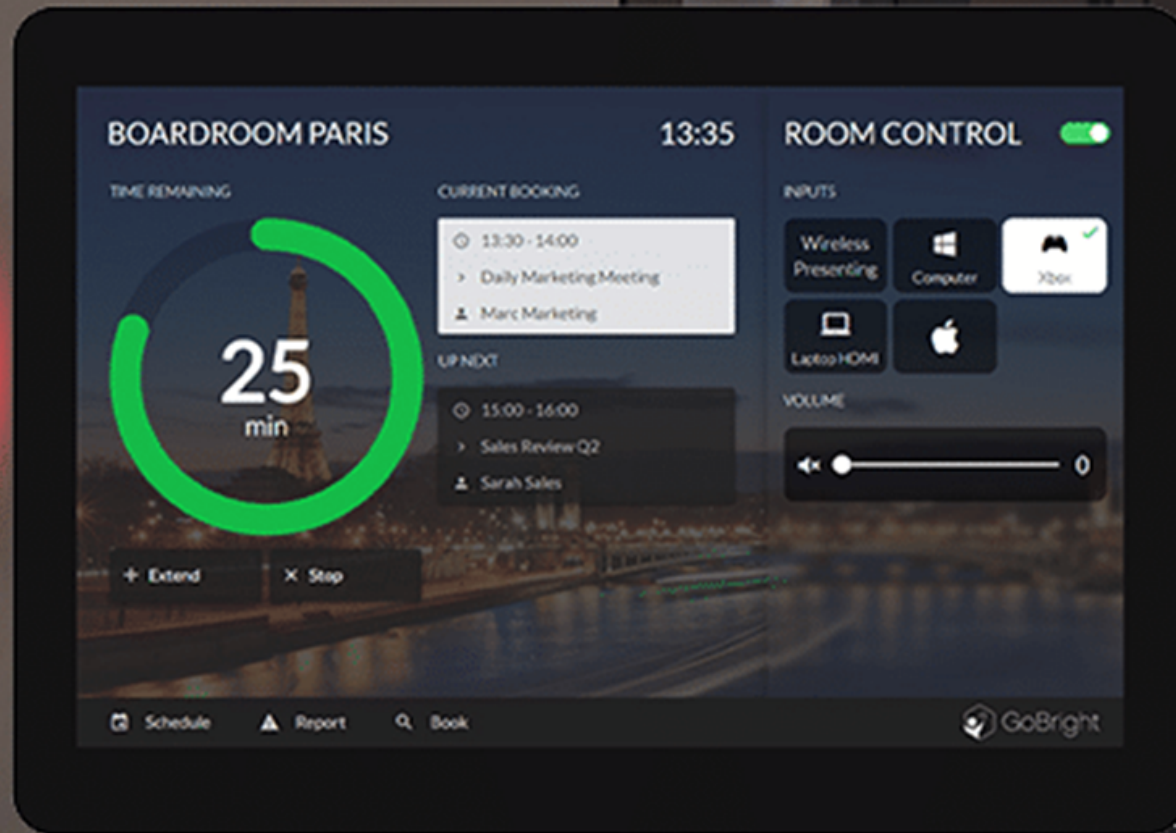 BOARDROOM PARIS
13:35
TIME REMAINING
25
min
+ Extend
× Stop
CURRENT BOOKING
13:30 - 14:00
> Daily Marketing Meeting
Marc Marketing
UP NEXT
15:00 - 16:00
> Sales Review Q2
Sarah Sales
ROOM CONTROL
INPUTS
Wireless
Presenting
Computer
Xbox
Laptop HDMI
VOLUME
0
Schedule
Report
Book
GoBright